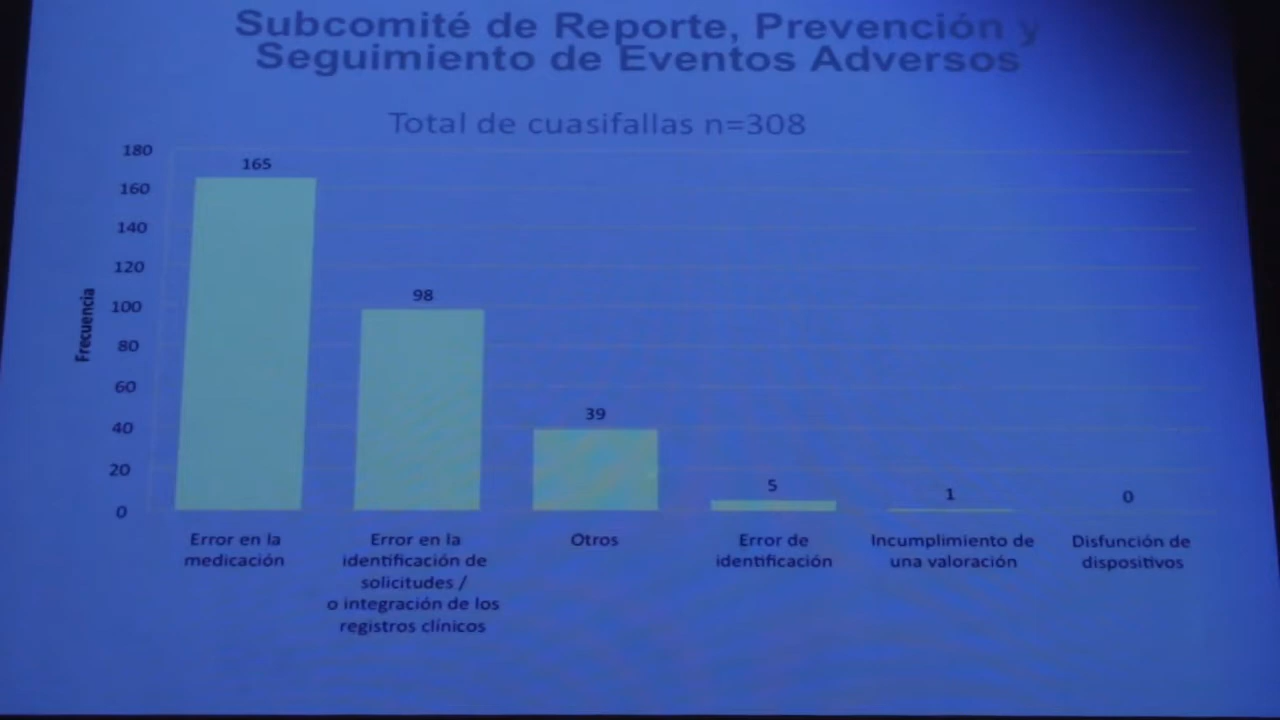 Subcomité de Reporte, Prevención y
Seguimiento de Eventos Adversos
Total de cuasifallas n=308
Frecuencia
180
160
140
120
100
80
60
40
20
0
165
98
39
5
1
0
Error en la
medicación
Error en la
identificación de
solicitudes /
o integración de los
registros clínicos
Otros
Error de
identificación
Incumplimiento de
una valoración
Disfunción de
dispositivos